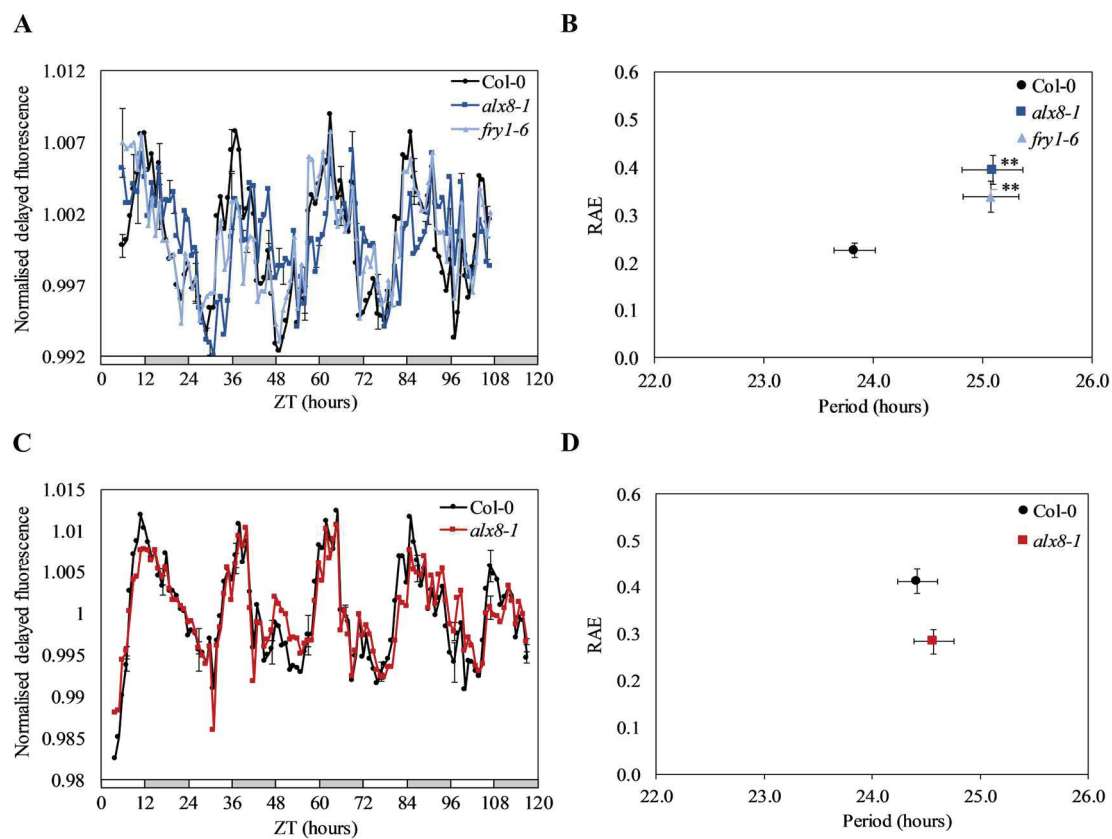 A
Normalised delayed fluorescence
1.012
1.007
1.002
0.997
0.992
Col-0
alx8-1
fry1-6
0 12 24 36 48 60 72 84 96 108 120
ZT (hours)
B
RAE
0.6
0.5
0.4
0.3
0.2
0.1
0.0
Col-0
alx8-1
fry1-6
**
**
22.0 23.0 24.0 25.0 26.0
Period (hours)
C
Normalised delayed fluorescence
1.015
1.01
1.005
1
0.995
0.99
0.985
0.98
Col-0
alx8-1
0 12 24 36 48 60 72 84 96 108 120
ZT (hours)
D
RAE
0.6
0.5
0.4
0.3
0.2
0.1
0.0
Col-0
alx8-1
22.0 23.0 24.0 25.0 26.0
Period (hours)